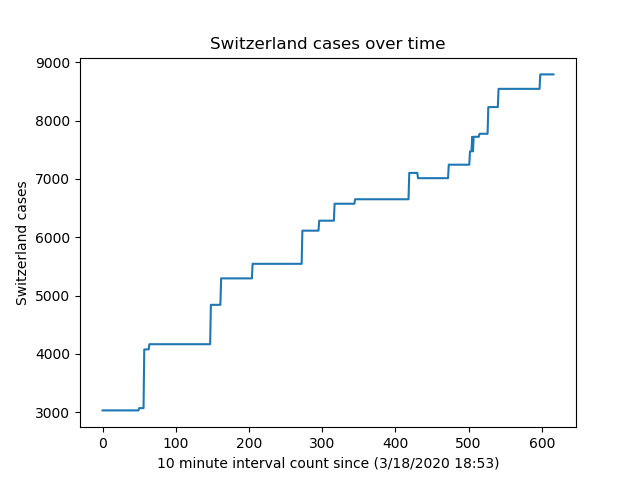 Switzerland cases over time
9000
8000
7000
6000
5000
4000
3000
Switzerland cases
0 100 200 300 400 500 600
10 minute interval count since (3/18/2020 18:53)